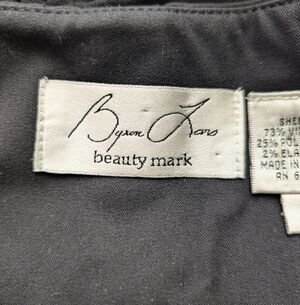 Byron Lars
beauty mark
SHE
73%
25% POL
2% ELA
MADE IN
RN 6